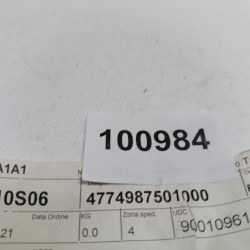 100984
A1A1
0S06
4774987501000
Data Ordine
KG
Zona sped.
UDC
21
0.0
4
90010961